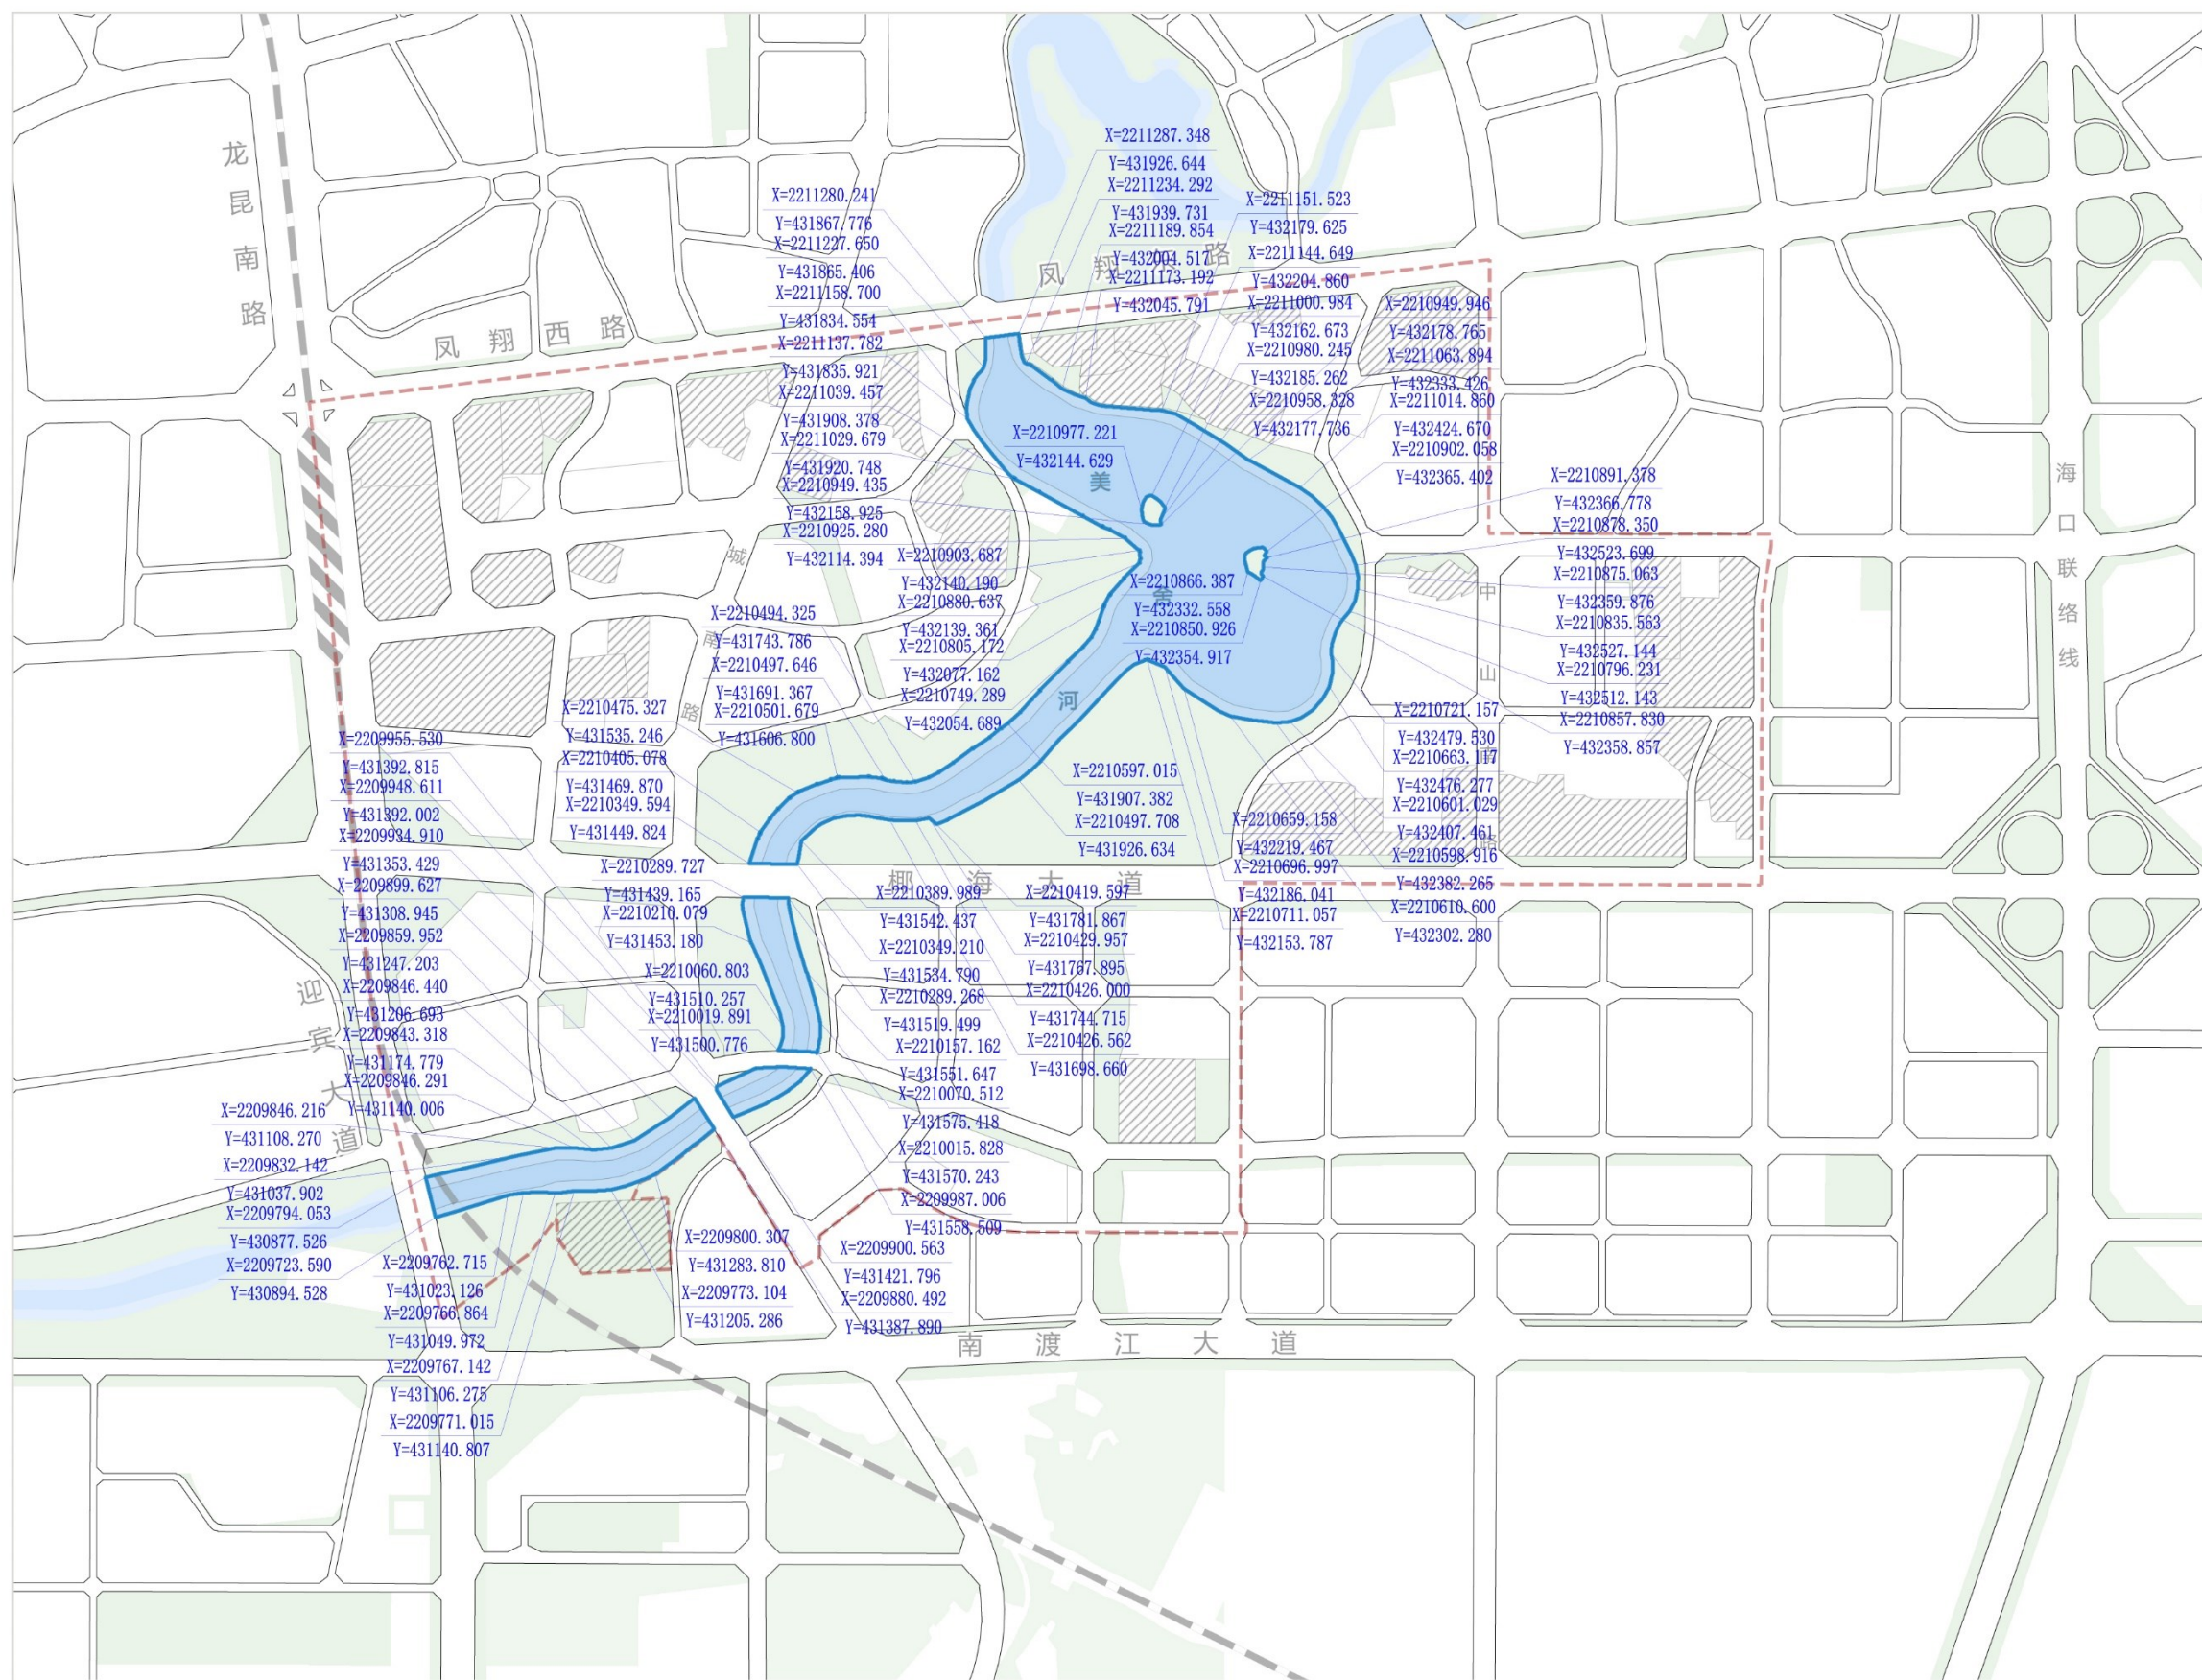 龙昆南路
凤翔西路
凤翔
路
海口联络线
城
南
路
中
山
路
美
舍
河
椰海大道
迎宾大道
南渡江大道
X=2211287.348
Y=431926.644
X=2211234.292
Y=431939.731
X=2211189.854
Y=432004.517
X=2211173.192
Y=432045.791
X=2211280.241
Y=431867.776
X=2211227.650
Y=431865.406
X=2211158.700
Y=431834.554
X=2211137.782
Y=431835.921
X=2211039.457
Y=431908.378
X=2211029.679
Y=431920.748
X=2210949.435
Y=432158.925
X=2210925.280
Y=432114.394
X=2211151.523
Y=432179.625
X=2211144.649
Y=432204.860
X=2211000.984
Y=432162.673
X=2210980.245
Y=432185.262
X=2210958.328
Y=432177.736
X=2210949.946
Y=432178.765
X=2211063.894
Y=432333.426
X=2211014.860
Y=432424.670
X=2210902.058
Y=432365.402
X=2210977.221
Y=432144.629
X=2210891.378
Y=432366.778
X=2210878.350
Y=432523.699
X=2210875.063
Y=432359.876
X=2210835.563
Y=432527.144
X=2210796.231
Y=432512.143
X=2210857.830
Y=432358.857
X=2210903.687
Y=432140.190
X=2210880.637
Y=432139.361
X=2210805.172
Y=432077.162
X=2210749.289
Y=432054.689
X=2210866.387
Y=432332.558
X=2210850.926
Y=432354.917
X=2210494.325
Y=431743.786
X=2210497.646
Y=431691.367
X=2210501.679
Y=431606.800
X=2210475.327
Y=431535.246
X=2210405.078
Y=431469.870
X=2210349.594
Y=431449.824
X=2210721.157
Y=432479.530
X=2210663.117
Y=432476.277
X=2210601.029
Y=432407.461
X=2210598.916
Y=432382.265
X=2210610.600
Y=432302.280
X=2210597.015
Y=431907.382
X=2210497.708
Y=431926.634
X=2210659.158
Y=432219.467
X=2210696.997
Y=432186.041
X=2210711.057
Y=432153.787
X=2209955.530
Y=431392.815
X=2209948.611
Y=431392.002
X=2209934.910
Y=431353.429
X=2209899.627
Y=431308.945
X=2209859.952
Y=431247.203
X=2209846.440
Y=431206.693
X=2209843.318
Y=431174.779
X=2209846.291
Y=431140.006
X=2210289.727
Y=431439.165
X=2210210.079
Y=431453.180
X=2210060.803
Y=431510.257
X=2210019.891
Y=431500.776
X=2210389.989
Y=431542.437
X=2210349.210
Y=431534.790
X=2210289.268
Y=431519.499
X=2210157.162
Y=431551.647
X=2210070.512
Y=431575.418
X=2210015.828
Y=431570.243
X=2209987.006
Y=431558.509
X=2210419.597
Y=431781.867
X=2210429.957
Y=431767.895
X=2210426.000
Y=431744.715
X=2210426.562
Y=431698.660
X=2209846.216
Y=431108.270
X=2209832.142
Y=431037.902
X=2209794.053
Y=430877.526
X=2209723.590
Y=430894.528
X=2209762.715
Y=431023.126
X=2209766.864
Y=431049.972
X=2209767.142
Y=431106.275
X=2209771.015
Y=431140.807
X=2209800.307
Y=431283.810
X=2209773.104
Y=431205.286
X=2209900.563
Y=431421.796
X=2209880.492
Y=431387.890